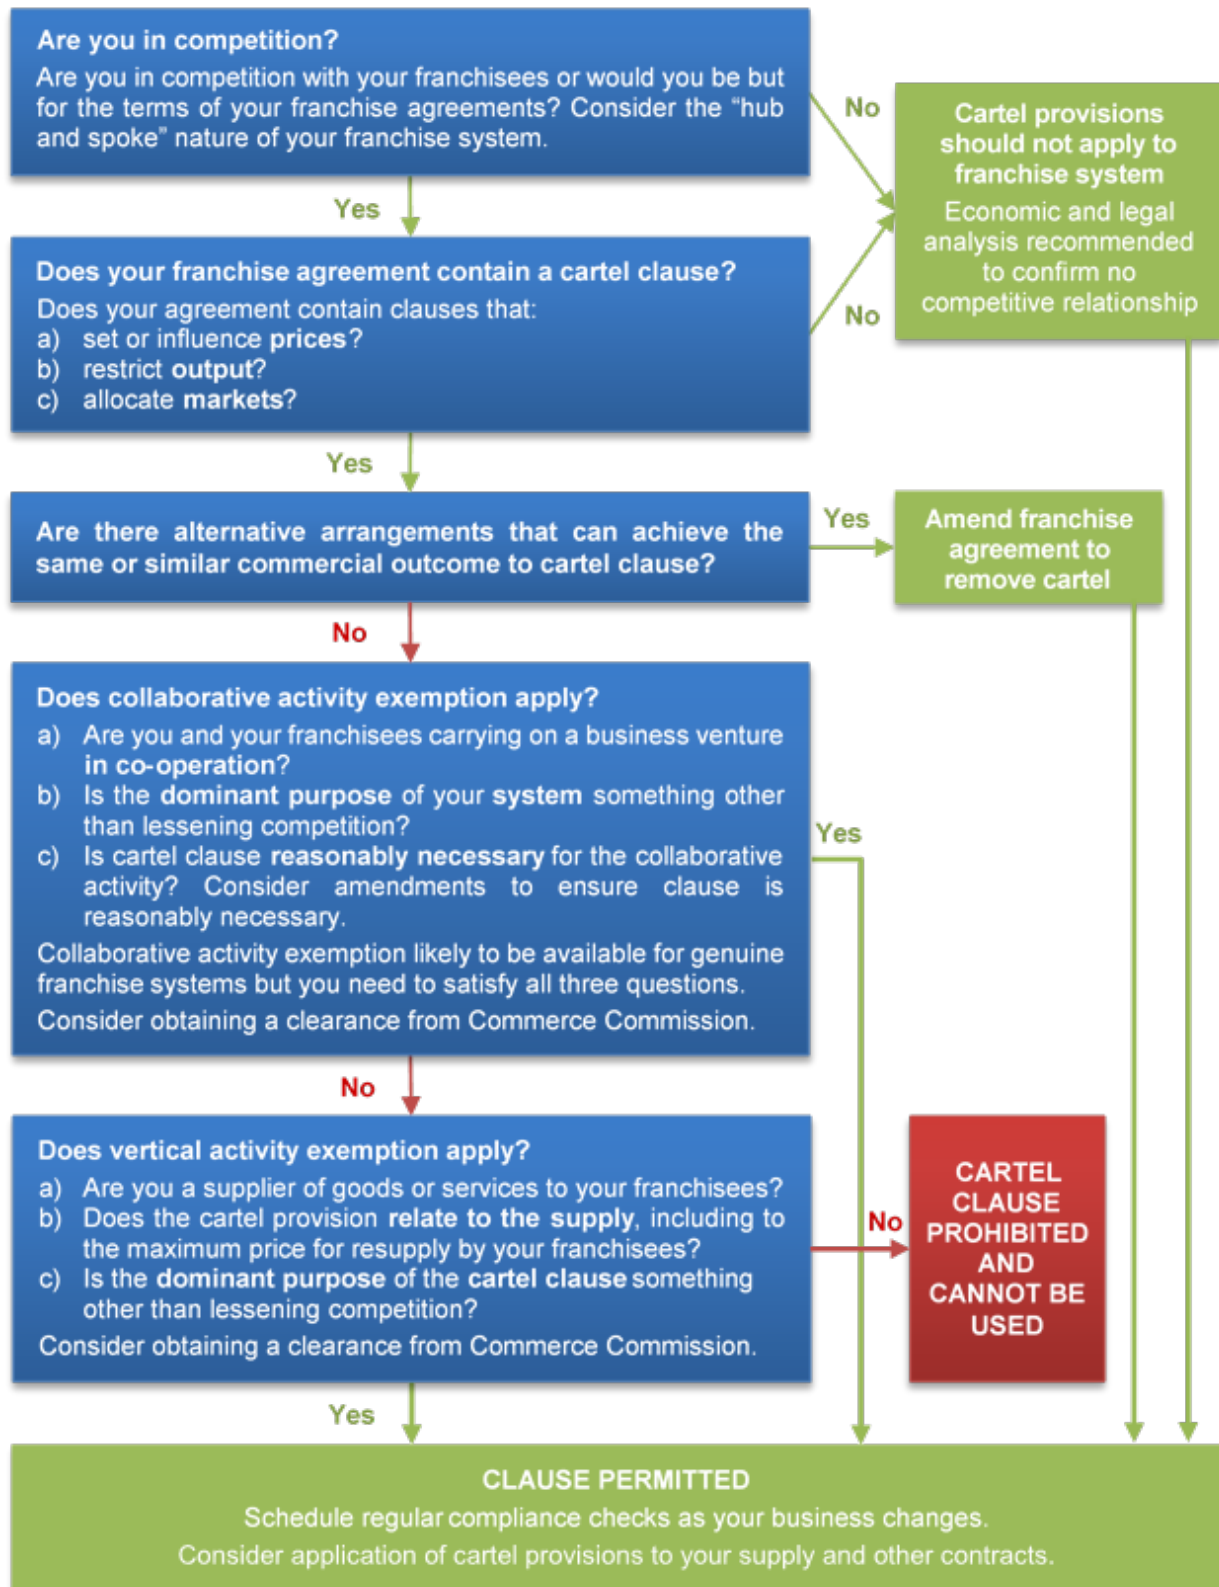 Are you in competition?
Are you in competition with your franchisees or would you be but
for the terms of your franchise agreements? Consider the “hub
and spoke” nature of your franchise system.
No
Cartel provisions
should not apply to
franchise system
Economic and legal
analysis recommended
to confirm no
competitive relationship
Yes
Does your franchise agreement contain a cartel clause?
Does your agreement contain clauses that:
a) set or influence prices?
b) restrict output?
c) allocate markets?
No
Yes
Are there alternative arrangements that can achieve the
same or similar commercial outcome to cartel clause?
Yes
Amend franchise
agreement to
remove cartel
No
Does collaborative activity exemption apply?
a) Are you and your franchisees carrying on a business venture
in co-operation?
b) Is the dominant purpose of your system something other
than lessening competition?
c) Is cartel clause reasonably necessary for the collaborative
activity? Consider amendments to ensure clause is
reasonably necessary.
Collaborative activity exemption likely to be available for genuine
franchise systems but you need to satisfy all three questions.
Consider obtaining a clearance from Commerce Commission.
Yes
No
Does vertical activity exemption apply?
a) Are you a supplier of goods or services to your franchisees?
b) Does the cartel provision relate to the supply, including to
the maximum price for resupply by your franchisees?
c) Is the dominant purpose of the cartel clause something
other than lessening competition?
Consider obtaining a clearance from Commerce Commission.
No
CARTEL
CLAUSE
PROHIBITED
AND
CANNOT BE
USED
Yes
CLAUSE PERMITTED
Schedule regular compliance checks as your business changes.
Consider application of cartel provisions to your supply and other contracts.